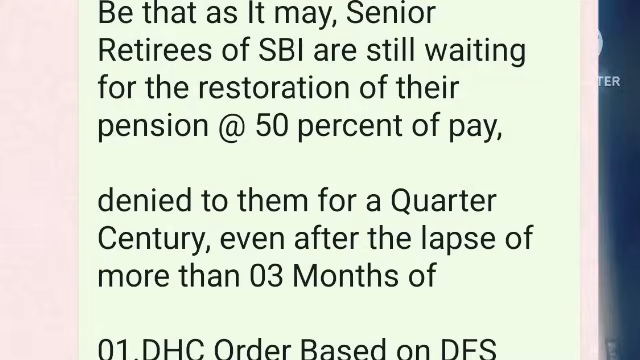 Be that as It may, Senior
Retirees of SBI are still waiting
for the restoration of their
pension @ 50 percent of pay,
denied to them for a Quarter
Century, even after the lapse of
more than 03 Months of
01.DHC Order Based on DFS
TER